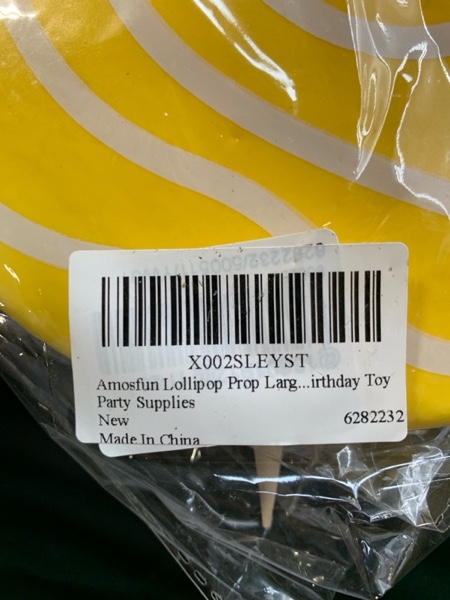 X002SLEYST
Amosfun Lollipop Prop Larg...irthday Toy
Party Supplies
New 6282232
Made In China